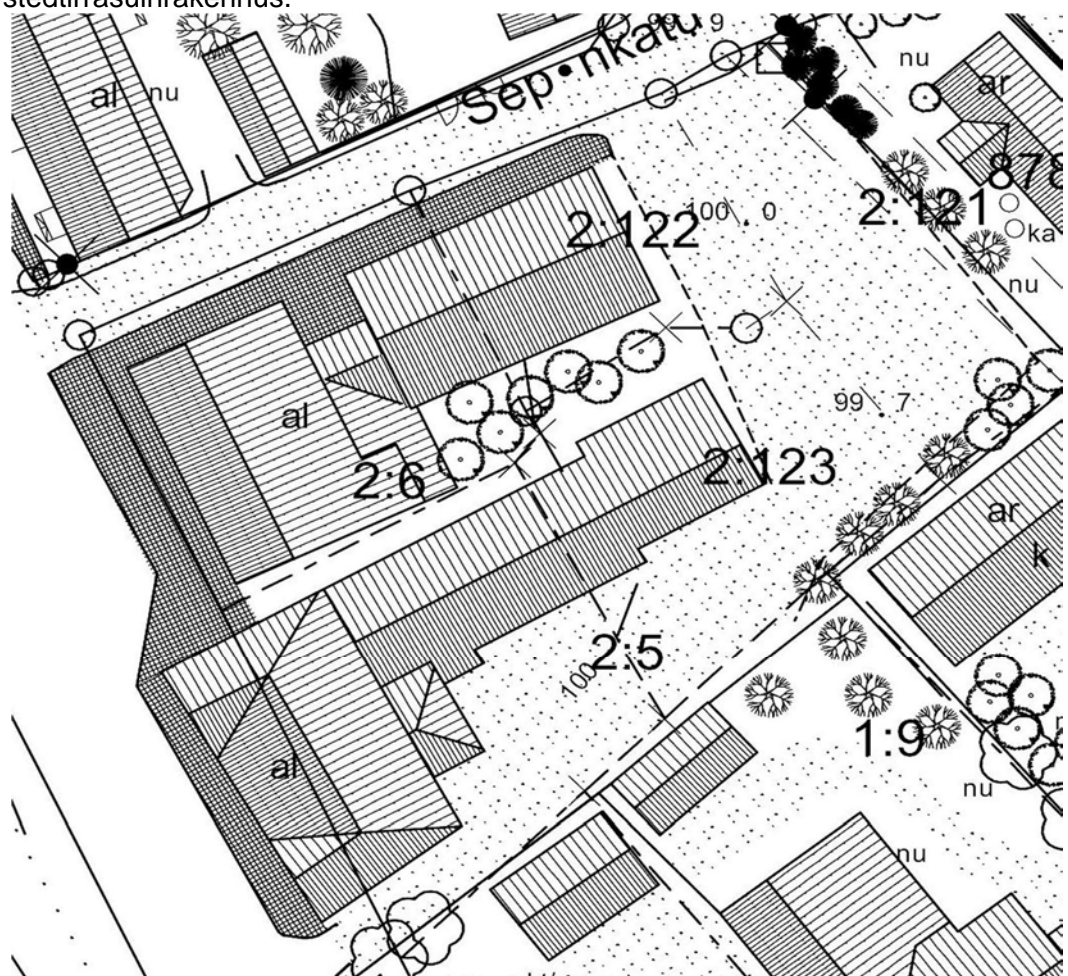 99 9
Sep•nkatu
al nu
nu
ar
878
2:122
100 . 0
2:121
ka
nu
al
2:6
99 . 7
2:123
ar
k
2:5
100
1:9
al
nu
nu